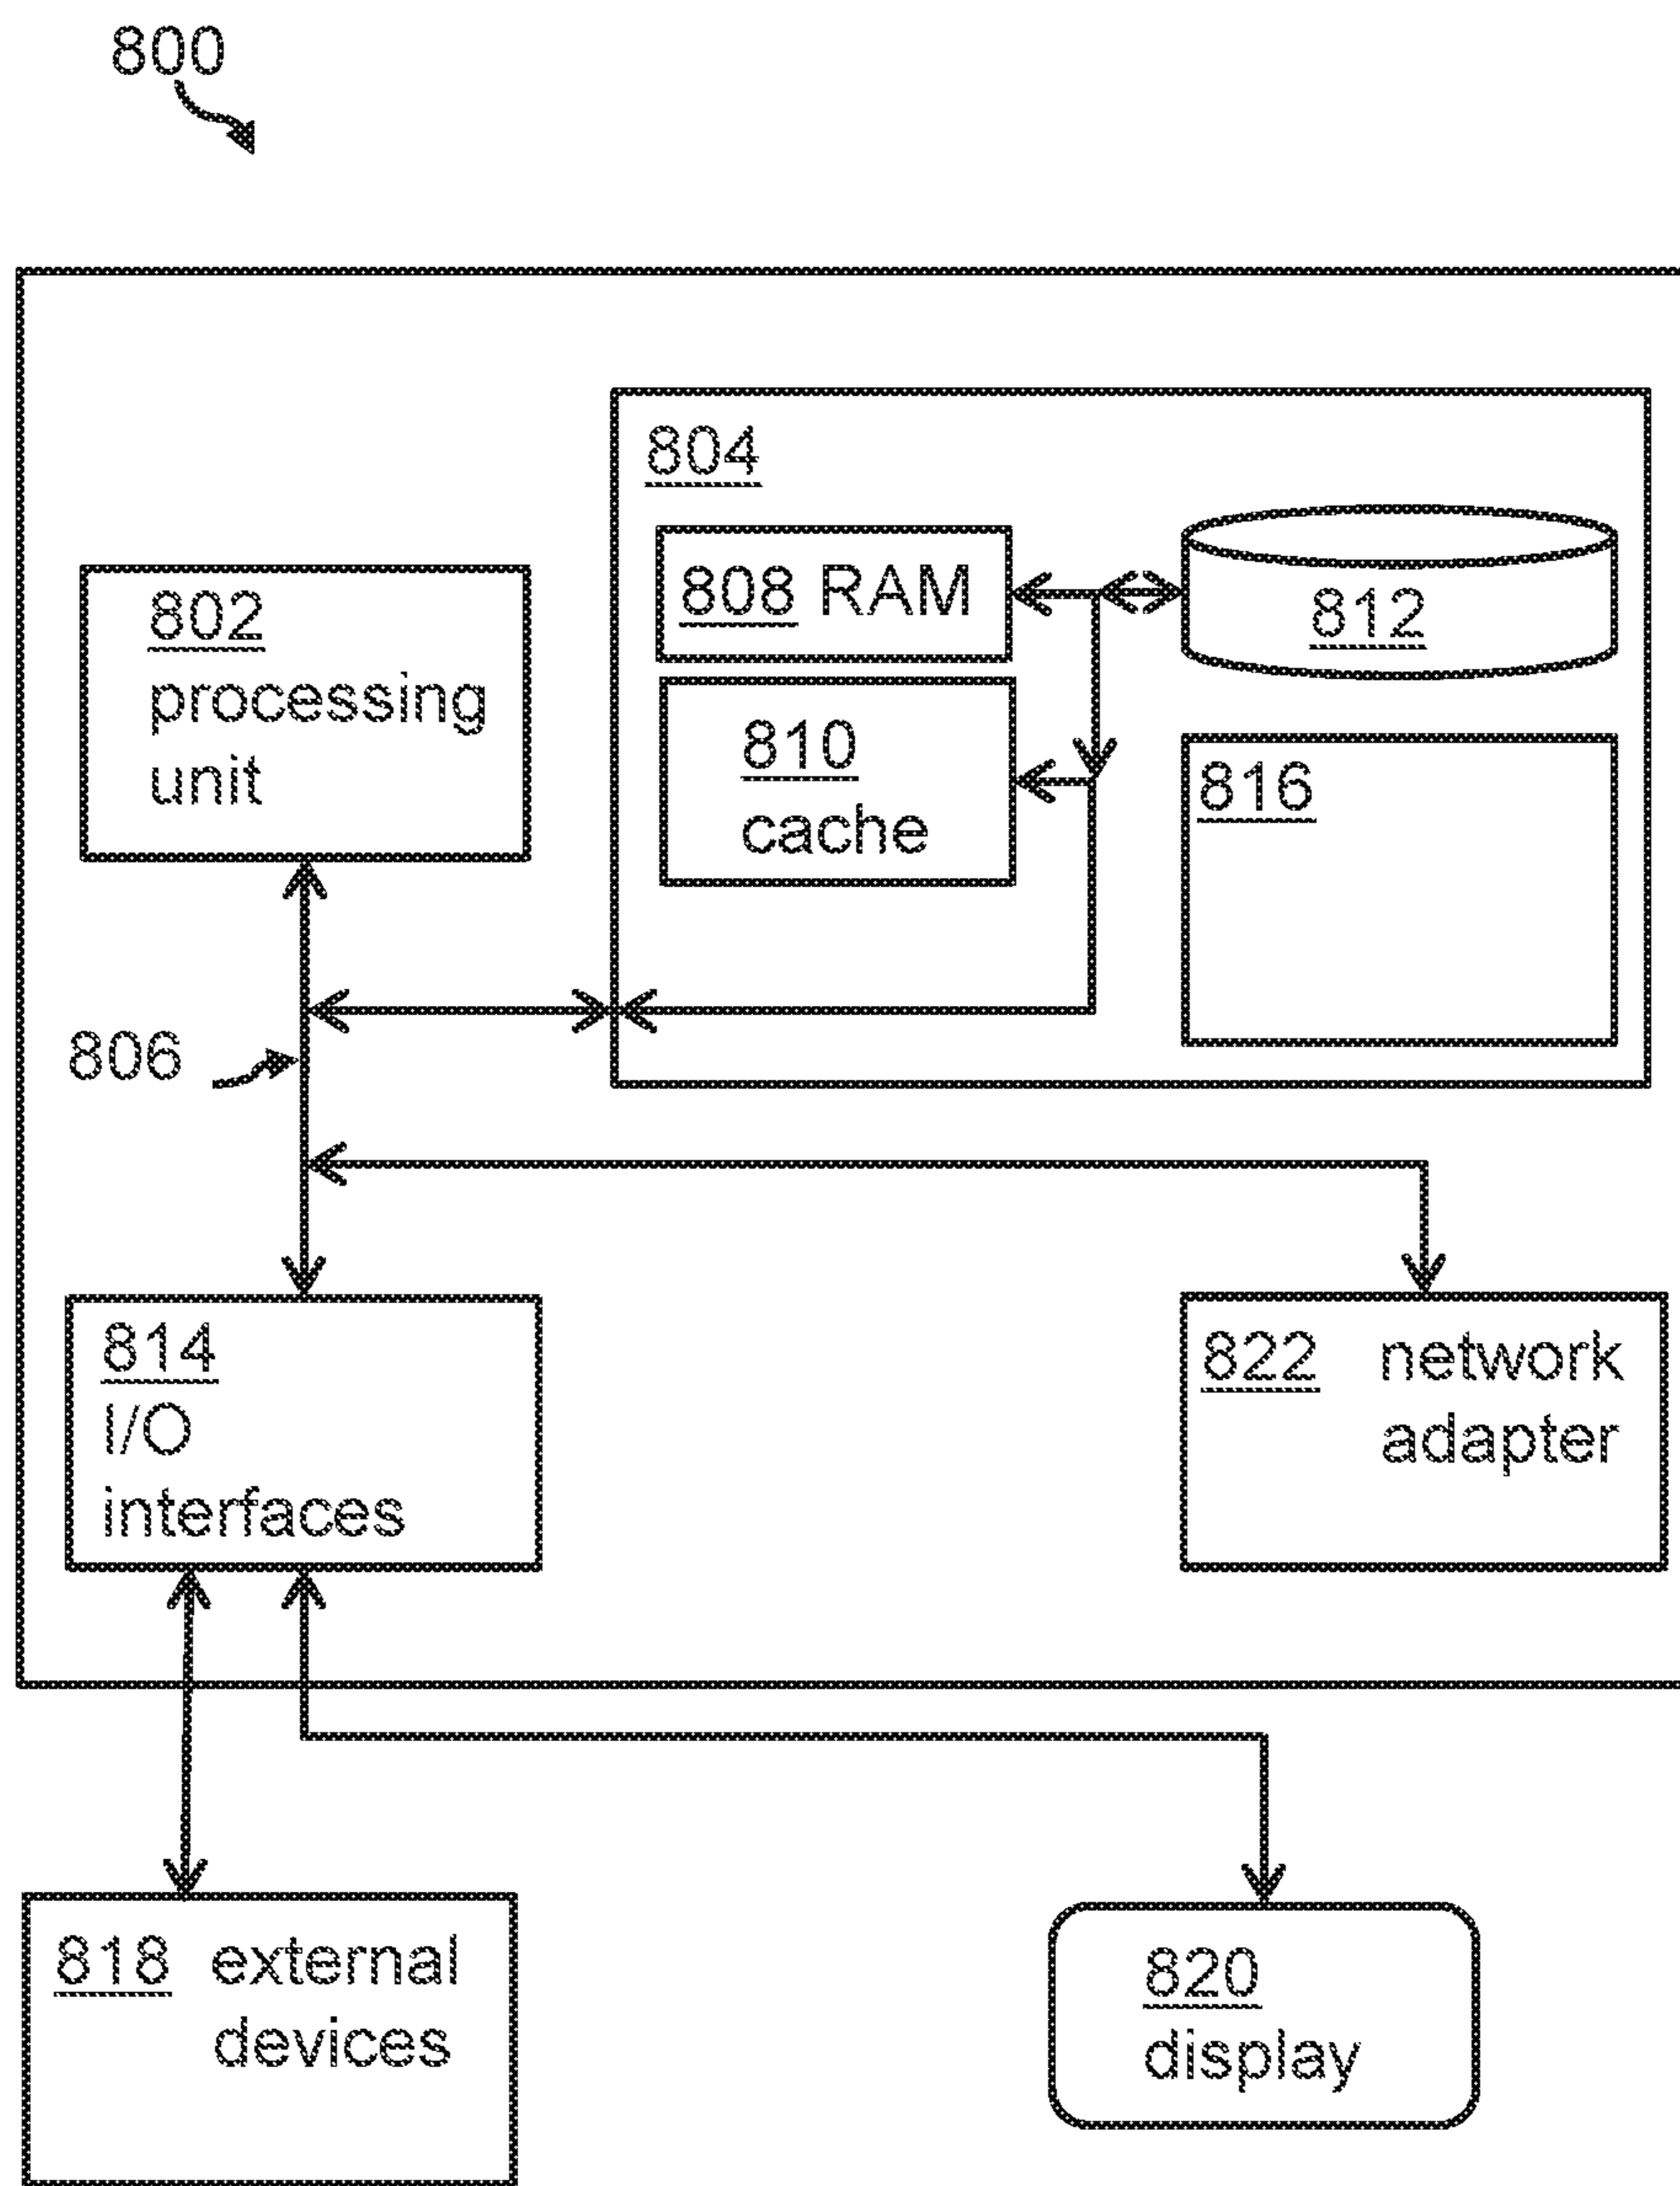 800
804
808 RAM
812
802
processing
unit
810
cache
816
806
814
I/O
interfaces
822 network
adapter
818 external
devices
820
display